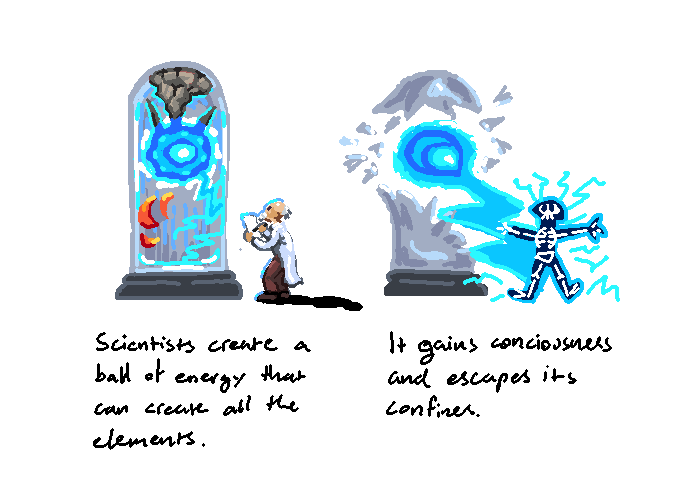 Scientists create a
ball of energy that
can create all the
elements.
It gains conciousness
and escapes its
confines.